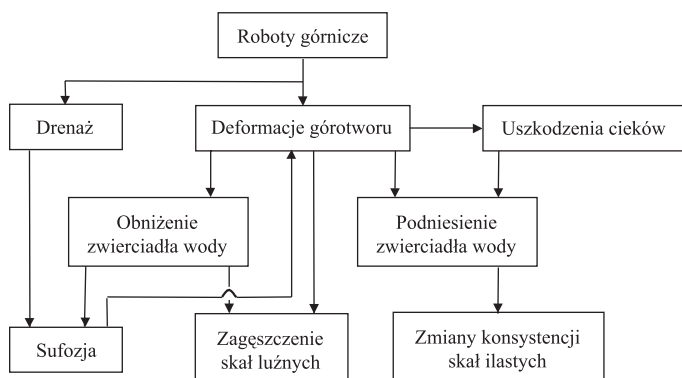 Roboty górnicze
Drenaż
Deformacje górotworu
Uszkodzenia cieków
Obniżenie
zwierciadła wody
Podniesienie
zwierciadła wody
Sufozja
Zagęszczenie
skał luźnych
Zmiany konsystencji
skał ilastych